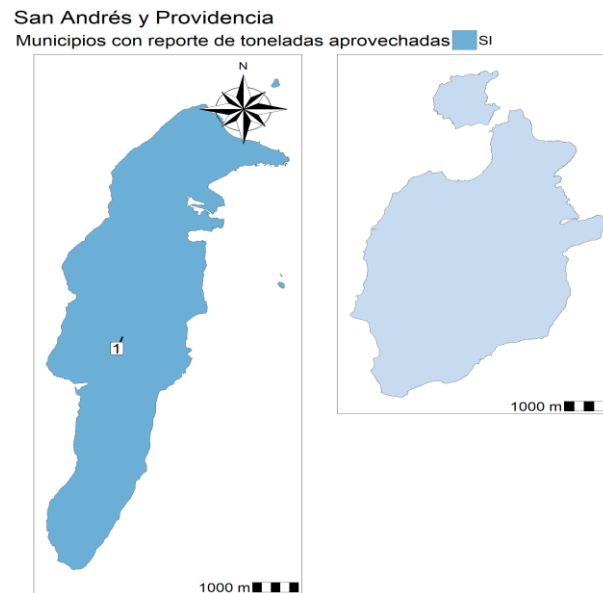 San Andrés y Providencia
Municipios con reporte de toneladas aprovechadas SI
N
1
1000 m
1000 m